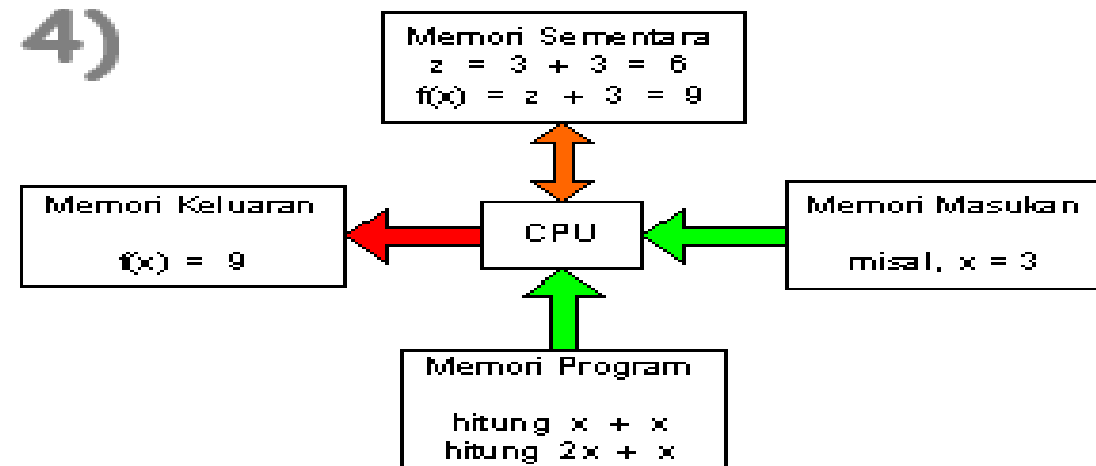 4)
Memori Sementara
z = 3 + 3 = 6
f(x) = z + 3 = 9
Memori Keluaran
f(x) = 9
CPU
Memori Masukan
misal, x = 3
Memori Program
hitung x + x
hitung 2x + x